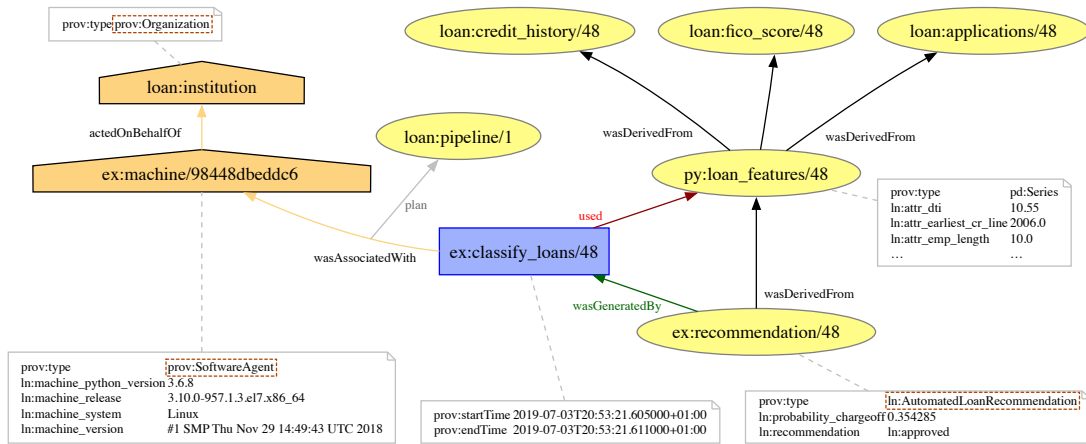 prov:type prov:Organization
loan:credit_history/48
loan:fico_score/48
loan:applications/48
loan:institution
actedOnBehalfOf
loan:pipeline/1
wasDerivedFrom
wasDerivedFrom
ex:machine/98448dbeddc6
py:loan_features/48
plan
used
prov:type pd:Series
ln:attr_dti 10.55
ln:attr_earliest_cr_line 2006.0
ln:attr_emp_length 10.0
... ...
wasAssociatedWith
ex:classify_loans/48
wasGeneratedBy
wasDerivedFrom
ex:recommendation/48
prov:type prov:SoftwareAgent
ln:machine_python_version 3.6.8
ln:machine_release 3.10.0-957.1.3.el7.x86_64
ln:machine_system Linux
ln:machine_version #1 SMP Thu Nov 29 14:49:43 UTC 2018
prov:startTime 2019-07-03T20:53:21.605000+01:00
prov:endTime 2019-07-03T20:53:21.611000+01:00
prov:type ln:AutomatedLoanRecommendation
ln:probability_chargeoff 0.354285
ln:recommendation ln:approved